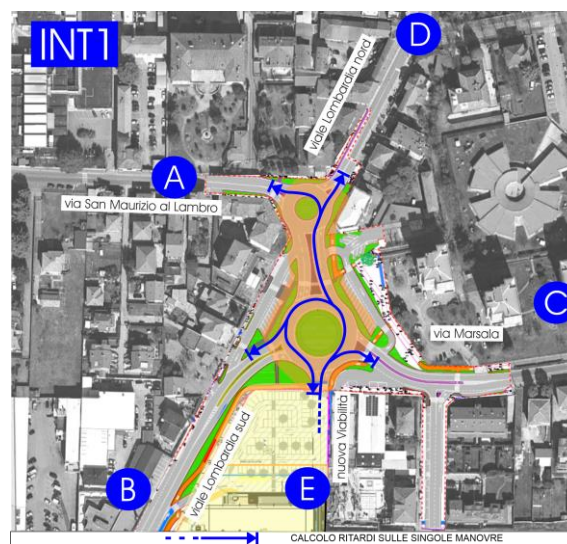 INT1
D
viale Lombardia nord
A
via San Maurizio al Lambro
C
via Marsala
viale Lombardia sud
nuova Viabilità
B
E
CALCOLO RITARDI SULLE SINGOLE MANOVRE